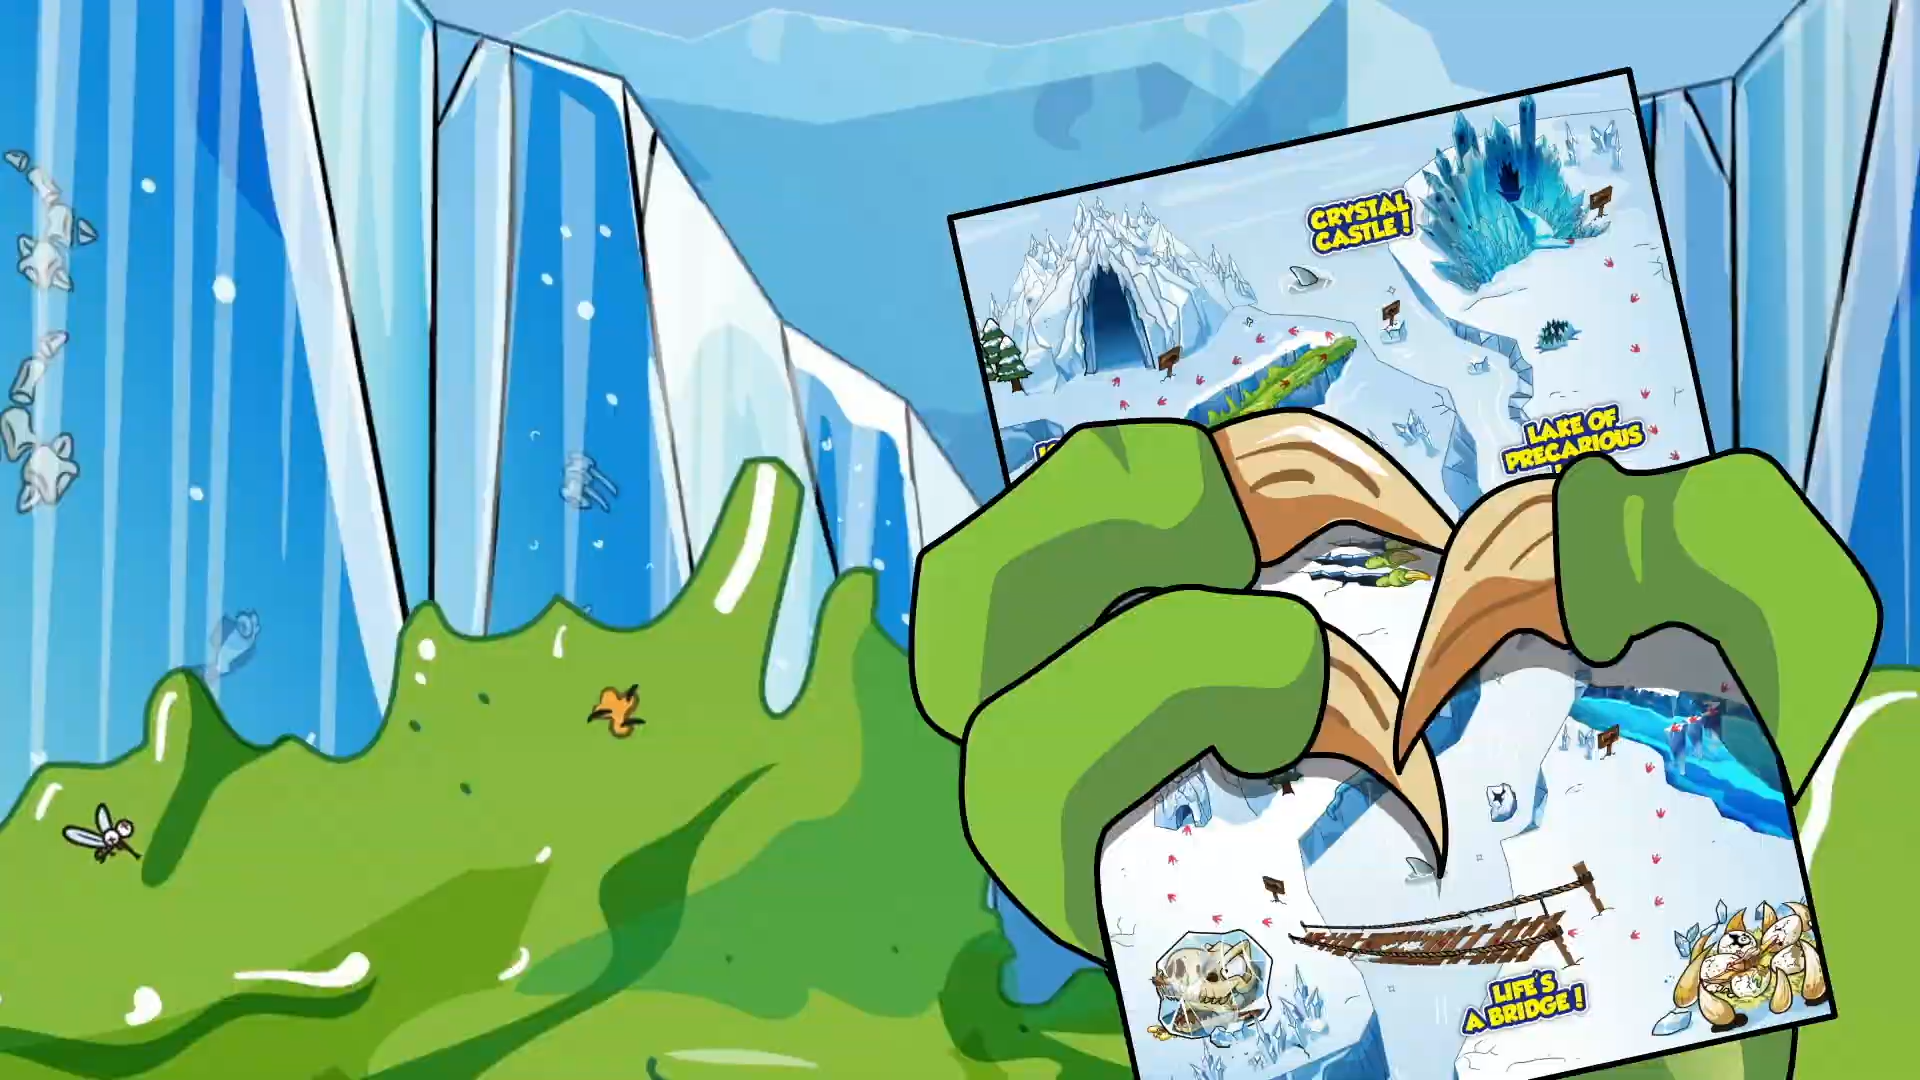 CRYSTAL
CASTLE!
LAKE OF
PRECARIOUS
LIFE'S
A BRIDGE!